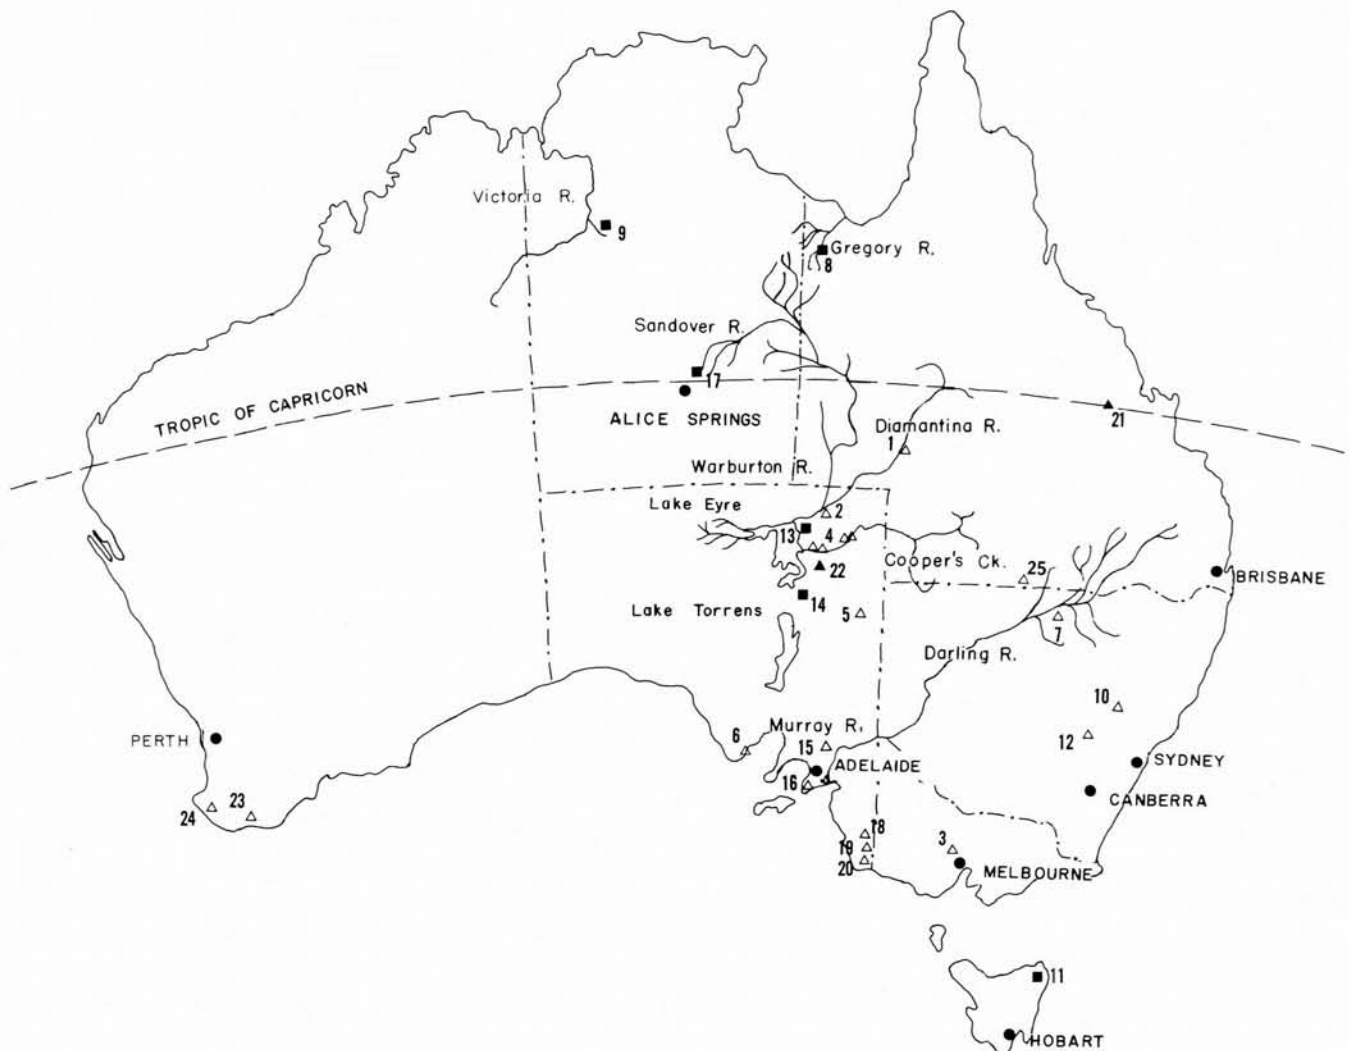 Victoria R.
9
Gregory R.
8
Sandover R.
17
TROPIC OF CAPRICORN
ALICE SPRINGS
21
Diamantina R.
1
Warburton R.
Lake Eyre
2
13
4
Cooper's Ck.
22
25
BRISBANE
14
Lake Torrens
5
7
Darling R.
10
6
Murray R.
12
15
PERTH
SYDNEY
ADELAIDE
16
CANBERRA
24
23
18
19
3
20
MELBOURNE
11
HOBART